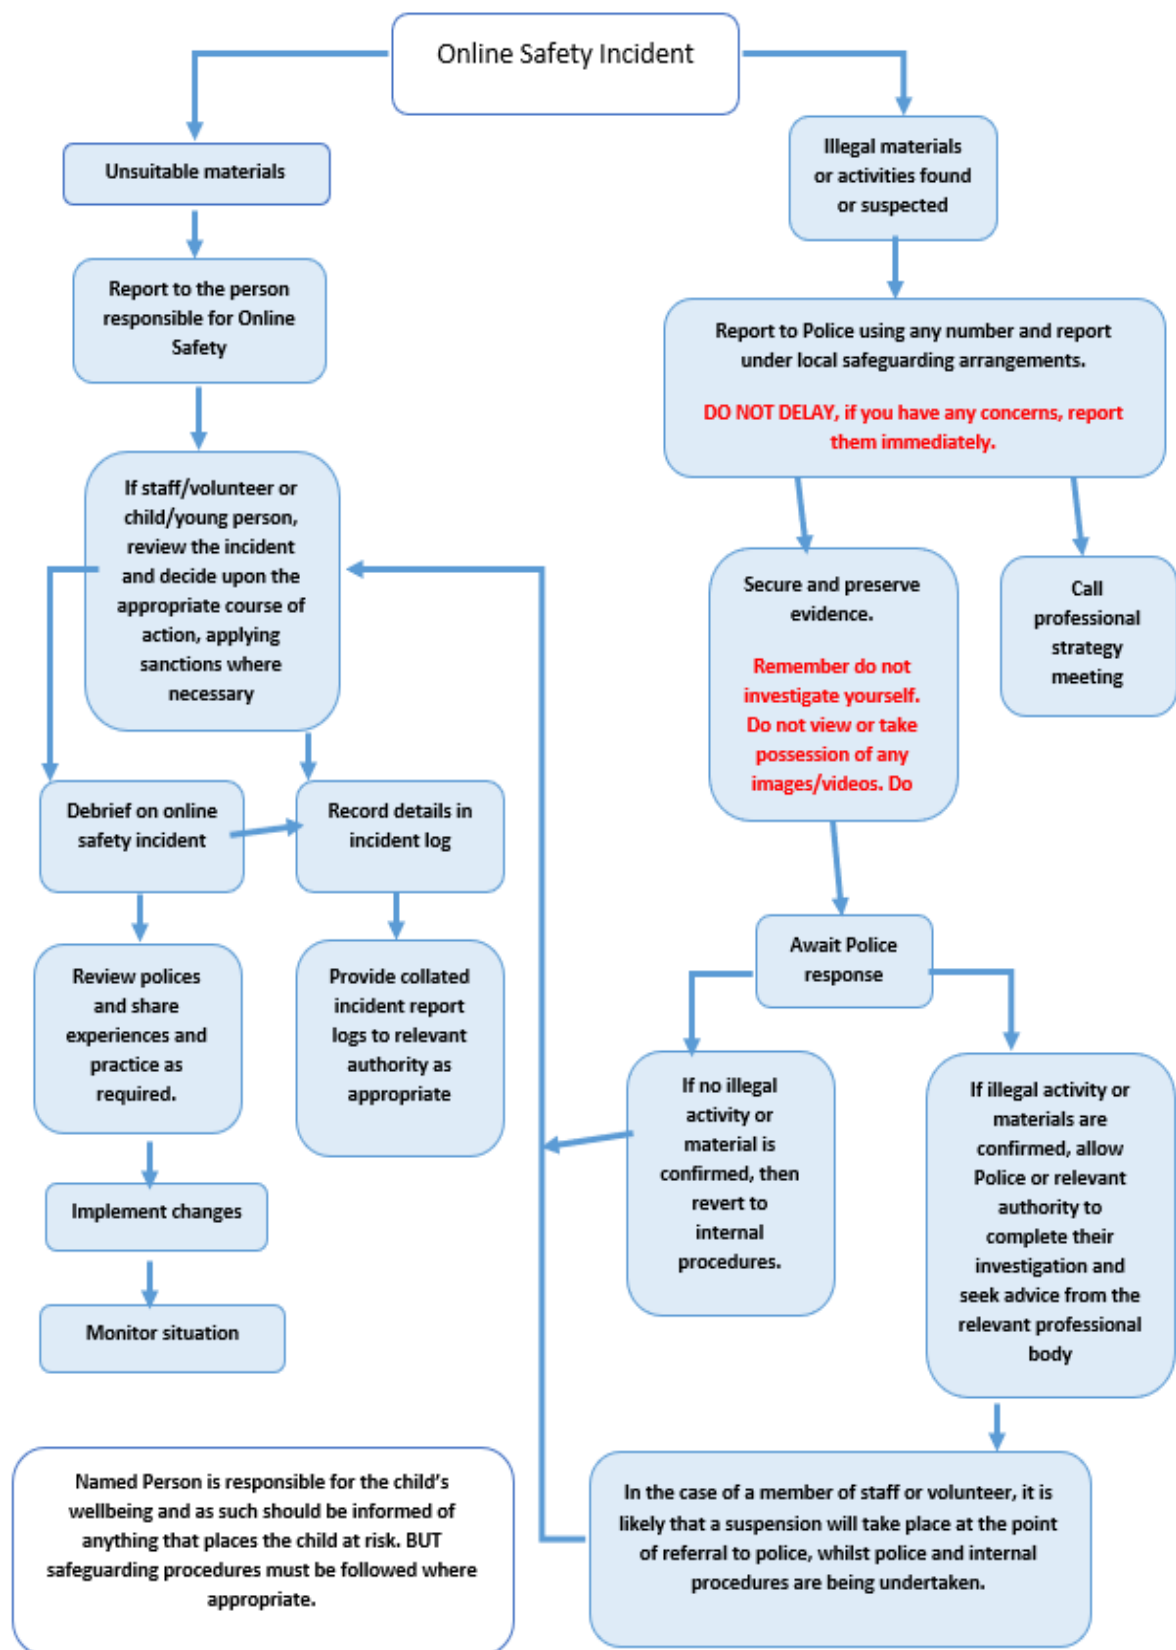 Online Safety Incident
Unsuitable materials
Illegal materials
or activities found
or suspected
Report to the person
responsible for Online
Safety
Report to Police using any number and report
under local safeguarding arrangements.
DO NOT DELAY, if you have any concerns, report
them immediately.
If staff/volunteer or
child/young person,
review the incident
and decide upon the
appropriate course of
action, applying
sanctions where
necessary
Secure and preserve
evidence.
Remember do not
investigate yourself.
Do not view or take
possession of any
images/videos. Do
Call
professional
strategy
meeting
Debrief on online
safety incident
Record details in
incident log
Await Police
response
Review polices
and share
experiences and
practice as
required.
Provide collated
incident report
logs to relevant
authority as
appropriate
If no illegal
activity or
material is
confirmed, then
revert to
internal
procedures.
If illegal activity or
materials are
confirmed, allow
Police or relevant
authority to
complete their
investigation and
seek advice from the
relevant professional
body
Implement changes
Monitor situation
Named Person is responsible for the child's
wellbeing and as such should be informed of
anything that places the child at risk. BUT
safeguarding procedures must be followed where
appropriate.
In the case of a member of staff or volunteer, it is
likely that a suspension will take place at the point
of referral to police, whilst police and internal
procedures are being undertaken.